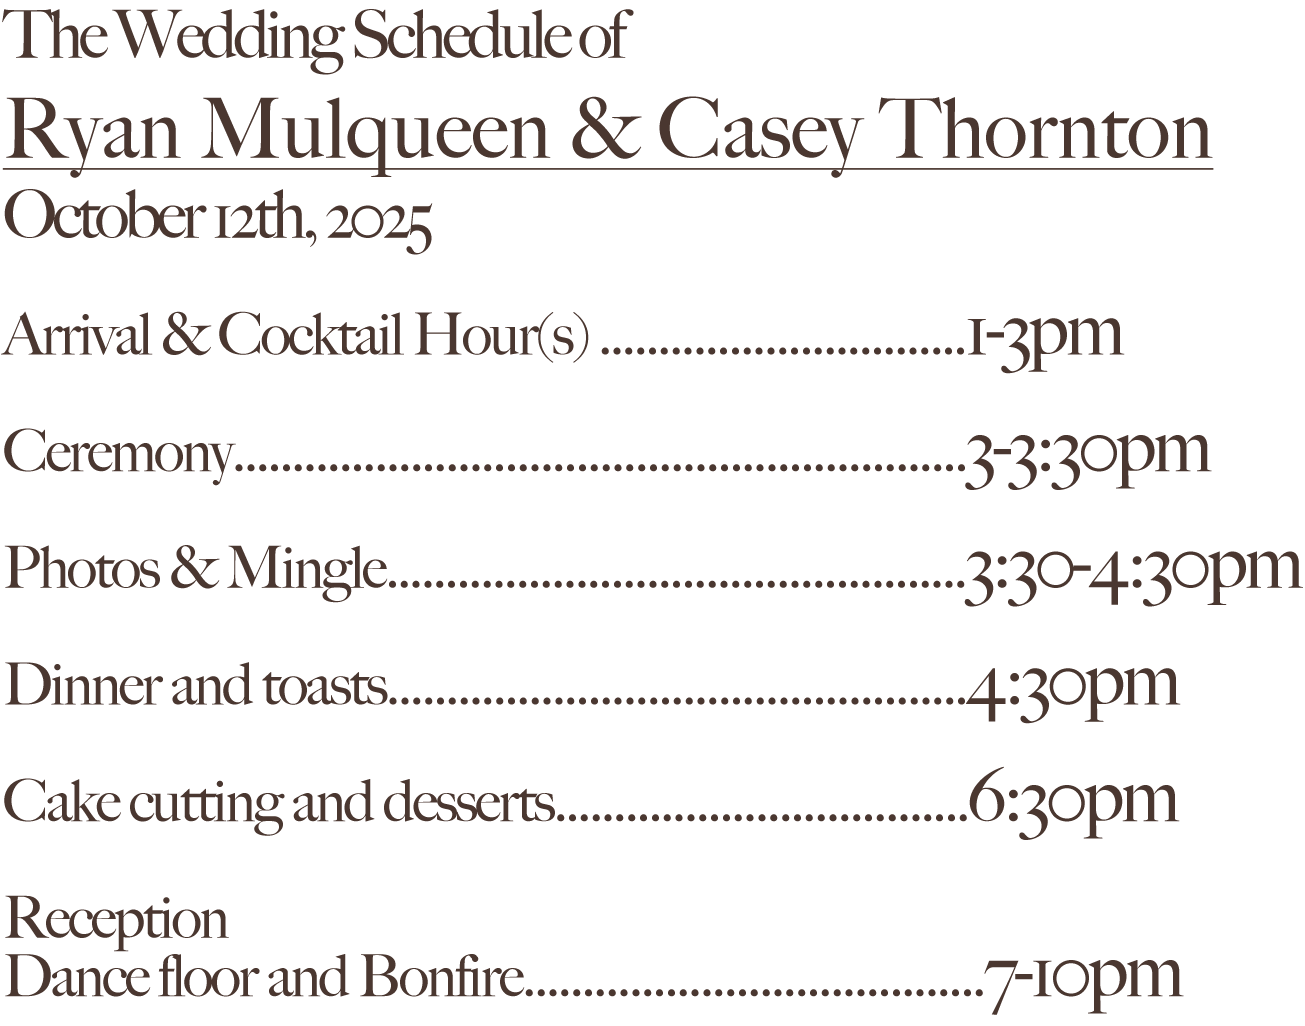 The Wedding Schedule of
Ryan Mulqueen & Casey Thornton
October 12th, 2025
Arrival & Cocktail Hour(s) ...............................1-3pm
Ceremony..............................................................3-3:30pm
Photos & Mingle.................................................3:30-4:30pm
Dinner and toasts.................................................4:30pm
Cake cutting and desserts...................................6:30pm
Reception
Dance floor and Bonfire.......................................7-10pm